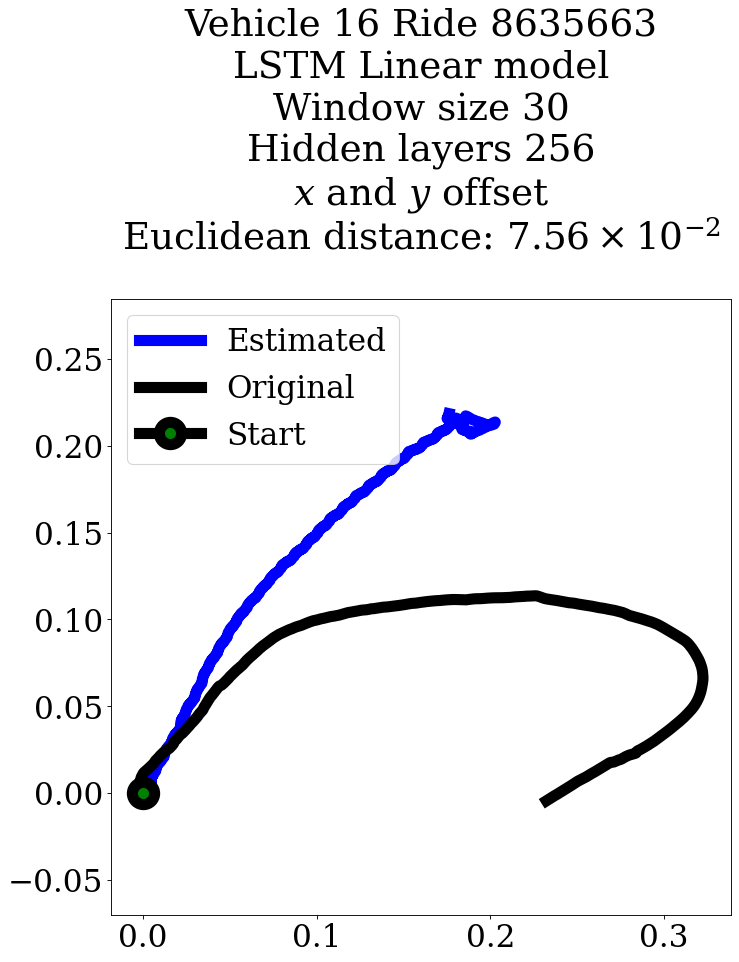 Vehicle 16 Ride 8635663
LSTM Linear model
Window size 30
Hidden layers 256
x and y offset
Euclidean distance: 7.56 × 10⁻²
Estimated
Original
Start
0.25
0.20
0.15
0.10
0.05
0.00
−0.05
0.0 0.1 0.2 0.3